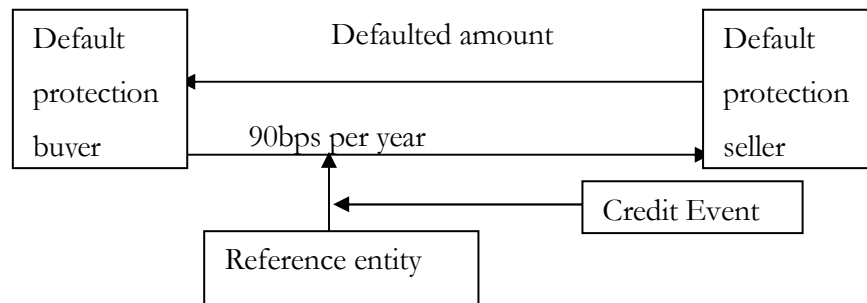 Default
protection
buyer
Defaulted amount
90bps per year
Default
protection
seller
Credit Event
Reference entity